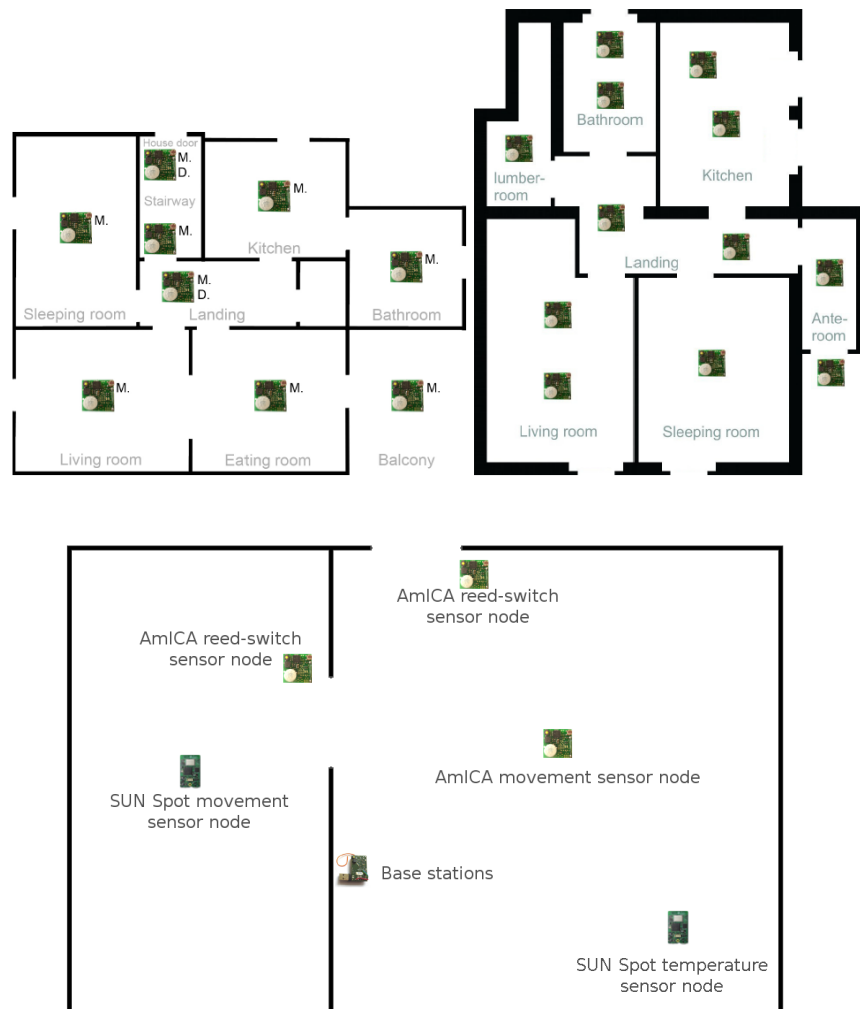 House door
M.
D.
Stairway
M.
M.
Sleeping room
M.
Kitchen
M.
D.
Landing
M.
Bathroom
M.
Living room
M.
Eating room
M.
Balcony
Bathroom
lumber-
room
Kitchen
Landing
Ante-
room
Living room
Sleeping room
AmICA reed-switch
sensor node
AmICA reed-switch
sensor node
AmICA movement sensor node
SUN Spot movement
sensor node
Base stations
SUN Spot temperature
sensor node